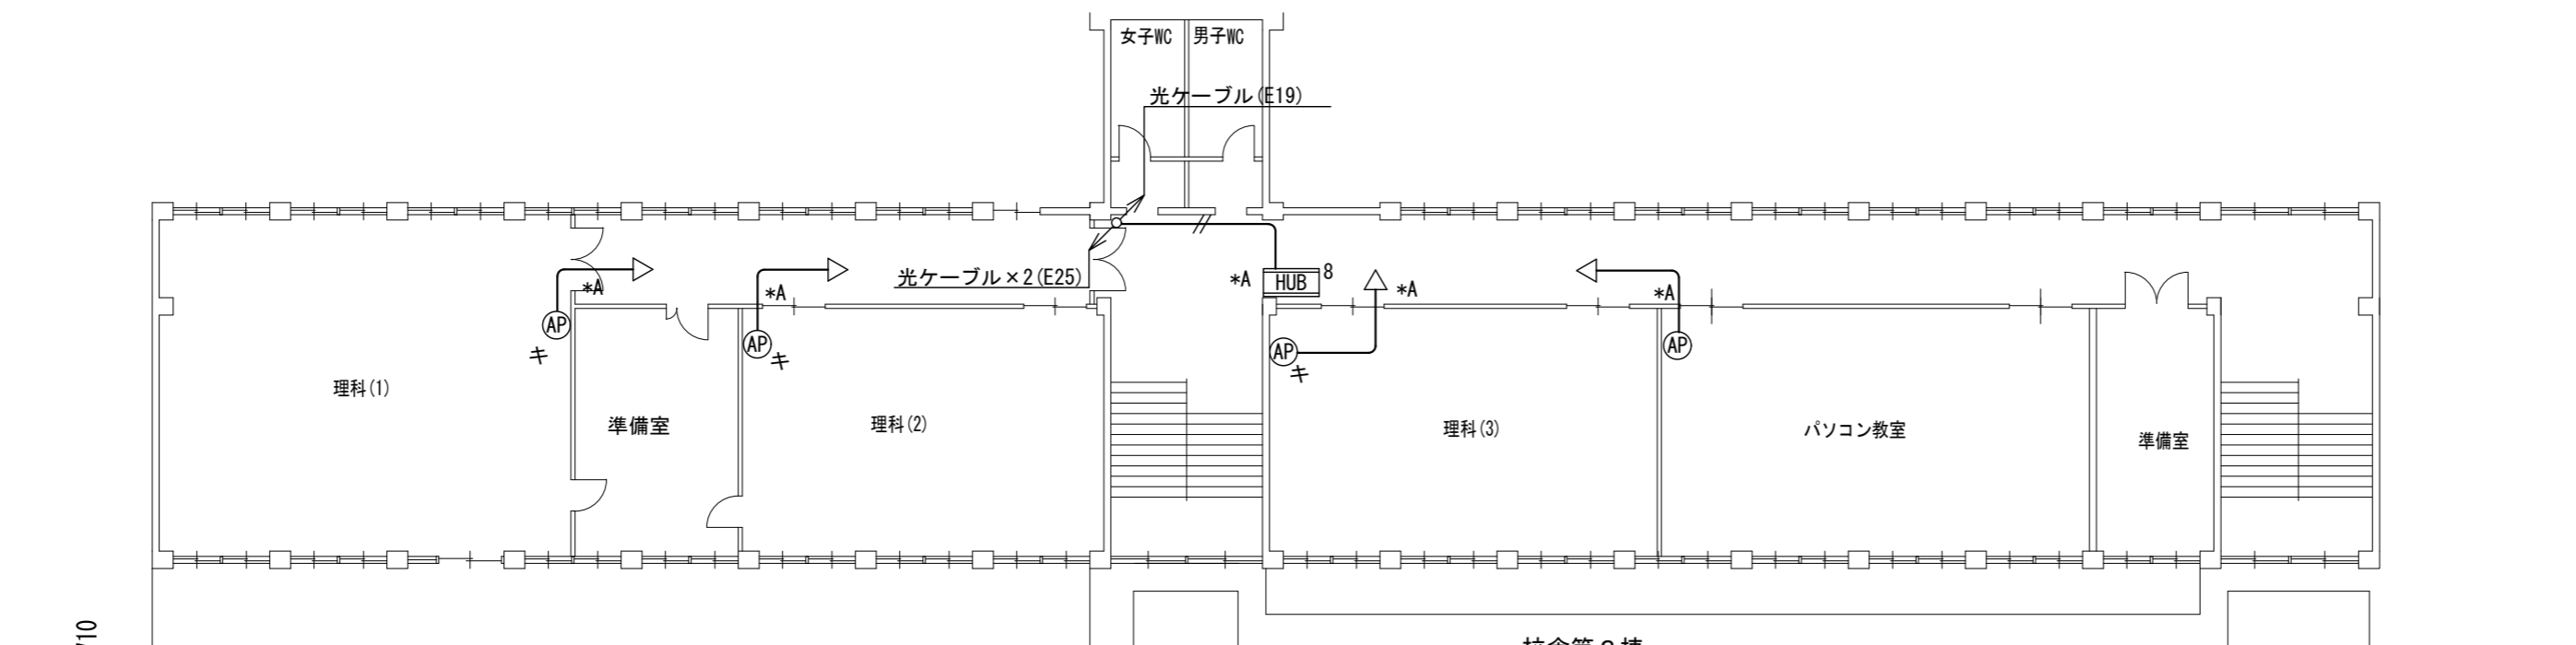 女子WC
男子WC
光ケーブル(E19)
光ケーブル×2(E25)
*A
*A
*A
HUB
8
*A
*A
AP
キ
AP
キ
AP
キ
AP
理科(1)
準備室
理科(2)
理科(3)
パソコン教室
準備室